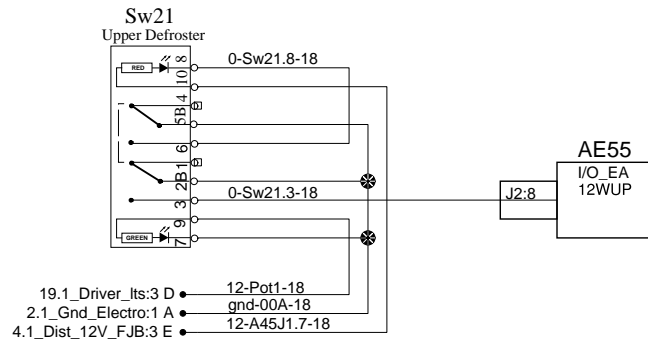 Sw21
Upper Defroster
RED
8
0-Sw21.8-18
10
4
5B
6
1
2B
3
0-Sw21.3-18
9
GREEN
7
AE55
I/O_EA
12WUP
J2:8
19.1_Driver_lts:3 D
12-Pot1-18
2.1_Gnd_Electro:1 A
gnd-00A-18
4.1_Dist_12V_FJB:3 E
12-A45J1.7-18